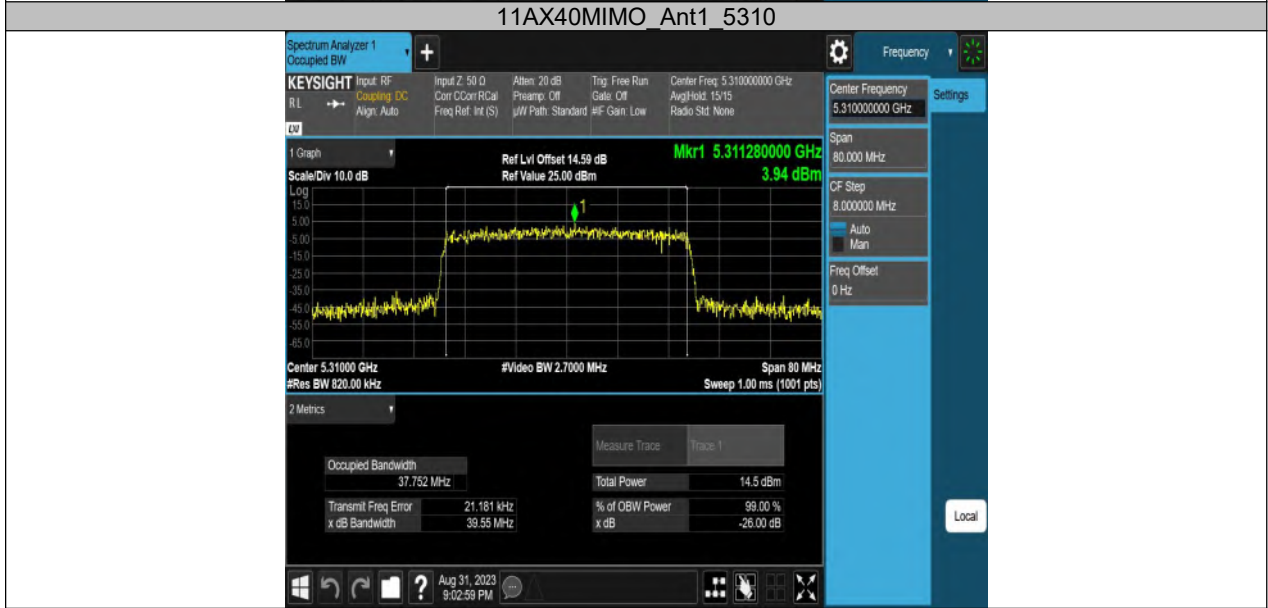 11AX40MIMO_Ant1_5310
Spectrum Analyzer 1
Occupied BW
+
Frequency
KEYSIGHT
RL
LXI
Input: RF
Coupling: DC
Align: Auto
Input Z: 50 Ω
Corr CCorr RCal
Freq Ref: Int (S)
Atten: 20 dB
Preamp: Off
µW Path: Standard
Trig: Free Run
Gate: Off
#IF Gain: Low
Center Freq: 5.310000000 GHz
Avg|Hold: 15/15
Radio Std: None
Center Frequency
5.310000000 GHz
Settings
Span
80.000 MHz
CF Step
8.000000 MHz
Auto
Man
Freq Offset
0 Hz
1 Graph
Scale/Div 10.0 dB
Ref Lvl Offset 14.59 dB
Ref Value 25.00 dBm
Mkr1 5.311280000 GHz
3.94 dBm
Log
15.0
5.00
-5.00
-15.0
-25.0
-35.0
-45.0
-55.0
-65.0
1
Center 5.31000 GHz
#Res BW 820.00 kHz
#Video BW 2.7000 MHz
Span 80 MHz
Sweep 1.00 ms (1001 pts)
2 Metrics
Measure Trace
Trace 1
Occupied Bandwidth
37.752 MHz
Total Power
14.5 dBm
Transmit Freq Error
21.181 kHz
% of OBW Power
99.00 %
x dB Bandwidth
39.55 MHz
x dB
-26.00 dB
Local
?
Aug 31, 2023
9:02:59 PM